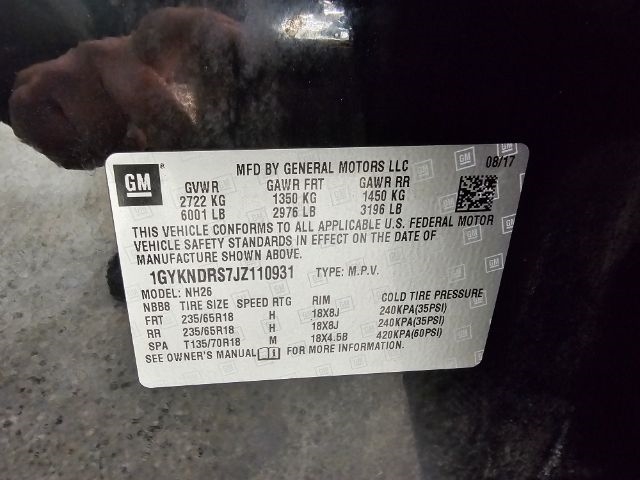 GM
MFD BY GENERAL MOTORS LLC 08/17
GVWR GAWR FRT GAWR RR
2722 KG 1350 KG 1450 KG
6001 LB 2976 LB 3196 LB
THIS VEHICLE CONFORMS TO ALL APPLICABLE U.S. FEDERAL MOTOR
VEHICLE SAFETY STANDARDS IN EFFECT ON THE DATE OF
MANUFACTURE SHOWN ABOVE.
1GYKNDRS7JZ110931 TYPE: M.P.V.
MODEL: NH26
NBB8 TIRE SIZE SPEED RTG RIM COLD TIRE PRESSURE
FRT 235/65R18 H 18X8J 240KPA(35PSI)
RR 235/65R18 H 18X8J 240KPA(35PSI)
SPA T135/70R18 M 18X4.5B 420KPA(60PSI)
SEE OWNER'S MANUAL FOR MORE INFORMATION.